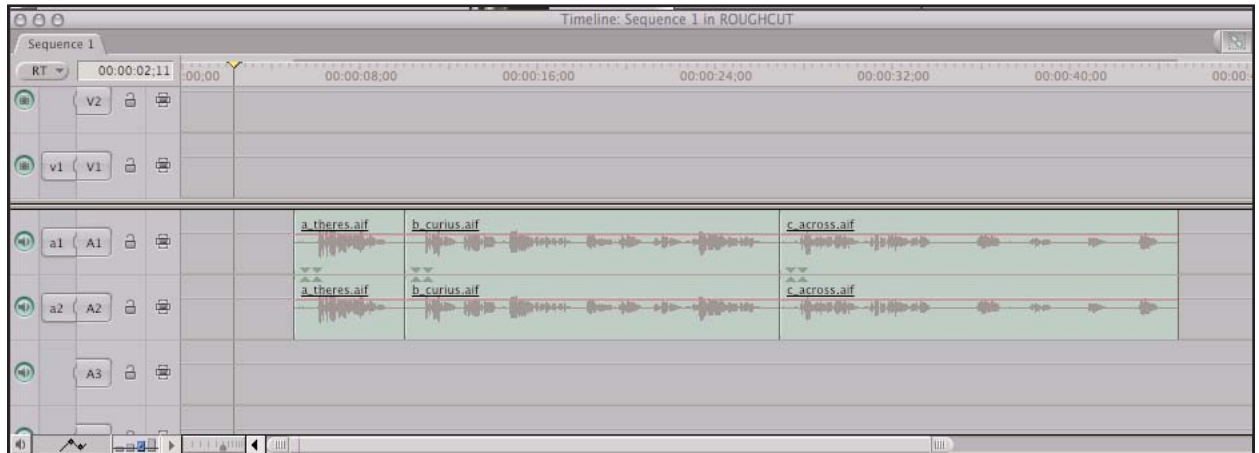 Timeline: Sequence 1 in ROUGHCUT
Sequence 1
RT 00:00:02;11 :00;00 00:00:08;00 00:00:16;00 00:00:24;00 00:00:32;00 00:00:40;00 00:00:
V2
v1 V1
a_theres.aif b_curius.aif c_across.aif
a1 A1
a_theres.aif b_curius.aif c_across.aif
a2 A2
A3